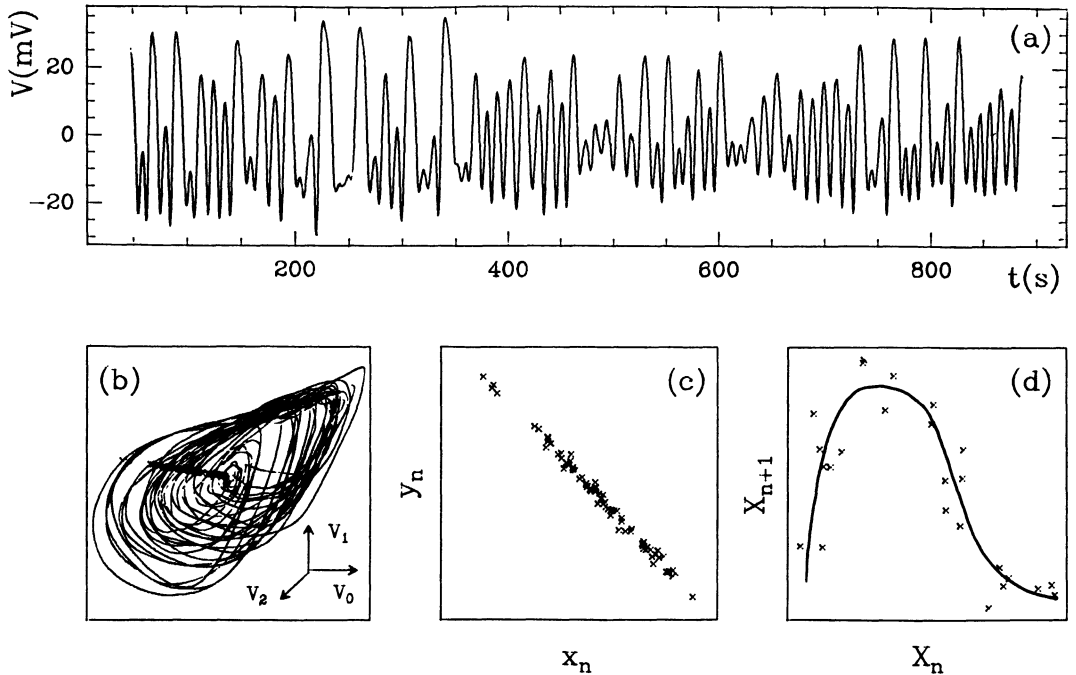 (a)
V(mV)
20
0
−20
200
400
600
800
t(s)
(b)
V₁
V₀
V₂
(c)
yₙ
xₙ
(d)
Xₙ₊₁
Xₙ